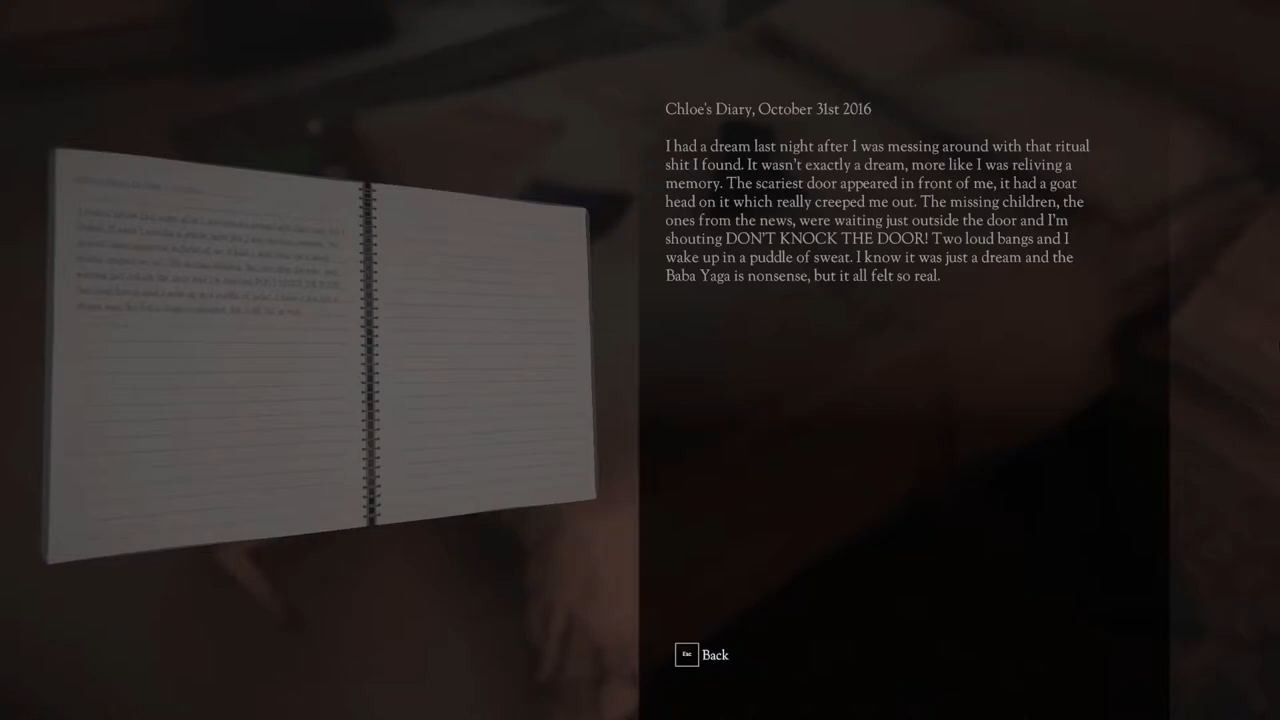 Chloe's Diary, October 31st 2016
I had a dream last night after I was messing around with that ritual
shit I found. It wasn't exactly a dream, more like I was reliving a
memory. The scariest door appeared in front of me, it had a goat
head on it which really creeped me out. The missing children, the
ones from the news, were waiting just outside the door and I'm
shouting DON'T KNOCK THE DOOR! Two loud bangs and I
wake up in a puddle of sweat. I know it was just a dream and the
Baba Yaga is nonsense, but it all felt so real.
Esc Back